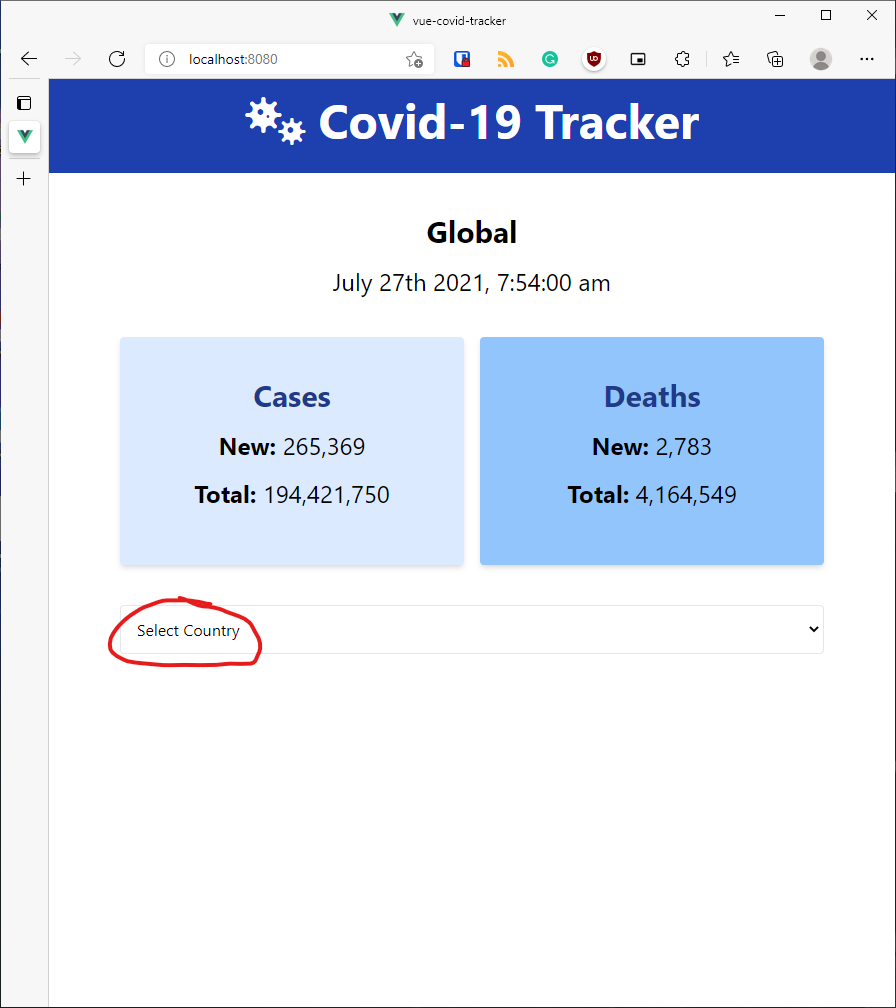 vue-covid-tracker
localhost:8080
Covid-19 Tracker
Global
July 27th 2021, 7:54:00 am
Cases
New: 265,369
Total: 194,421,750
Deaths
New: 2,783
Total: 4,164,549
Select Country